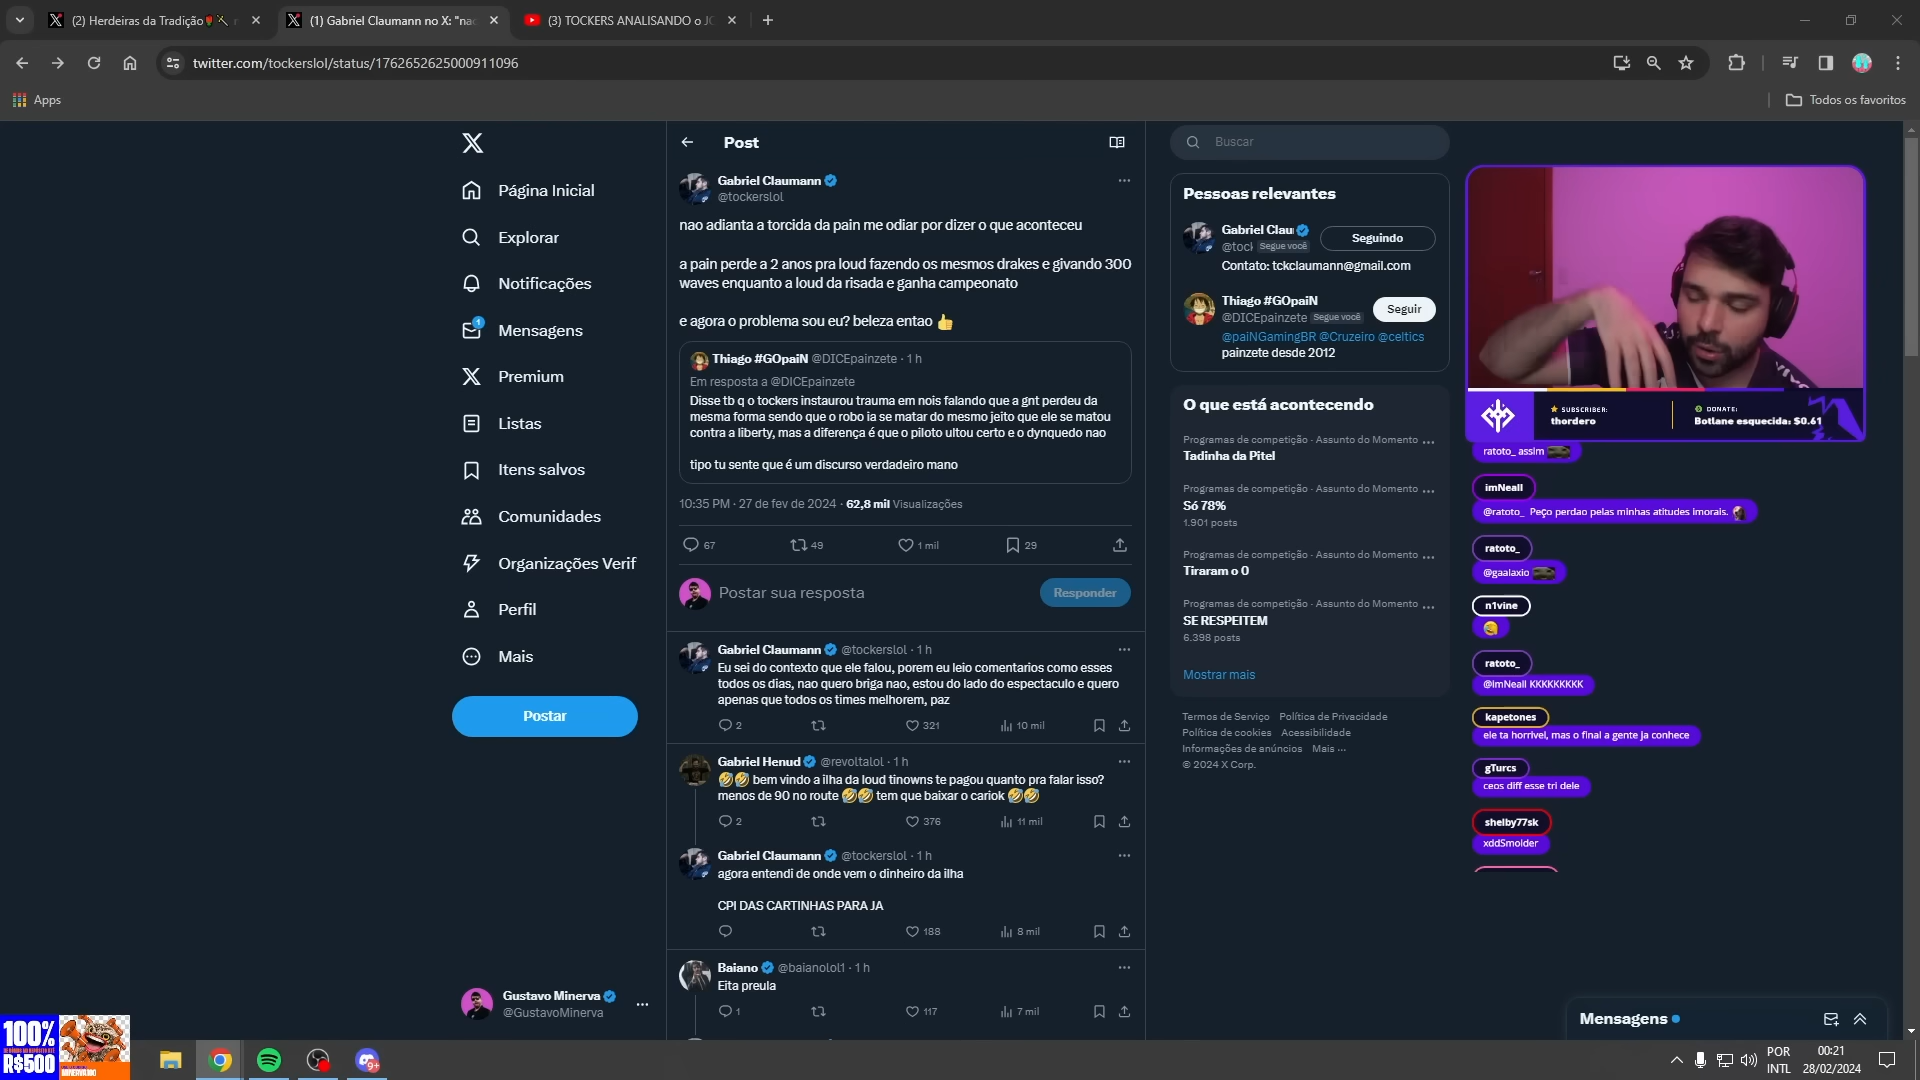 (2) Herdeiras da Tradição
(1) Gabriel Claumann no X: "nao
(3) TOCKERS ANALISANDO o JO
twitter.com/tockerslol/status/1762652625000911096
Apps
Todos os favoritos
Página Inicial
Explorar
Notificações
1
Mensagens
Premium
Listas
Itens salvos
Comunidades
Organizações Verif
Perfil
Mais
Postar
Gustavo Minerva
@GustavoMinerva
Post
Gabriel Claumann
@tockerslol
nao adianta a torcida da pain me odiar por dizer o que aconteceu
a pain perde a 2 anos pra loud fazendo os mesmos drakes e givando 300
waves enquanto a loud da risada e ganha campeonato
e agora o problema sou eu? beleza entao 👍
Thiago #GOpaiN @DICEpainzete · 1 h
Em resposta a @DICEpainzete
Disse tb q o tockers instaurou trauma em nois falando que a gnt perdeu da
mesma forma sendo que o robo ia se matar do mesmo jeito que ele se matou
contra a liberty, mas a diferença é que o piloto ultou certo e o dynquedo nao
tipo tu sente que é um discurso verdadeiro mano
10:35 PM · 27 de fev de 2024 · 62,8 mil Visualizações
67
49
1 mil
29
Postar sua resposta
Responder
Gabriel Claumann @tockerslol · 1 h
Eu sei do contexto que ele falou, porem eu leio comentarios como esses
todos os dias, nao quero briga nao, estou do lado do espectaculo e quero
apenas que todos os times melhorem, paz
2
321
10 mil
Gabriel Henud @revoltalol · 1 h
🤣🤣 bem vindo a ilha da loud tinowns te pagou quanto pra falar isso?
menos de 90 no route 🤣🤣 tem que baixar o cariok 🤣🤣
2
376
11 mil
Gabriel Claumann @tockerslol · 1 h
agora entendi de onde vem o dinheiro da ilha
CPI DAS CARTINHAS PARA JA
188
8 mil
Baiano @baianolol1 · 1 h
Eita preula
1
117
7 mil
Buscar
Pessoas relevantes
Gabriel Clau
@tock Segue você
Seguindo
Contato: tckclaumann@gmail.com
Thiago #GOpaiN
@DICEpainzete Segue você
Seguir
@paiNGamingBR @Cruzeiro @celtics
painzete desde 2012
O que está acontecendo
Programas de competição · Assunto do Momento
Tadinha da Pitel
Programas de competição · Assunto do Momento
Só 78%
1.901 posts
Programas de competição · Assunto do Momento
Tiraram o 0
Programas de competição · Assunto do Momento
SE RESPEITEM
6.398 posts
Mostrar mais
Termos de Serviço Política de Privacidade
Política de cookies Acessibilidade
Informações de anúncios Mais ...
© 2024 X Corp.
SUBSCRIBER:
thordero
DONATE:
Botlane esquecida: $0.61
ratoto_ assim
imNeall
@ratoto_ Peço perdao pelas minhas atitudes imorais.
ratoto_
@gaalaxio
n1vine
ratoto_
@imNeall KKKKKKKKK
kapetones
ele ta horrivel, mas o final a gente ja conhece
gTurcs
ceos diff esse tri dele
shelby77sk
xddSmolder
Mensagens
100%
R$500
9+
POR
INTL
00:21
28/02/2024